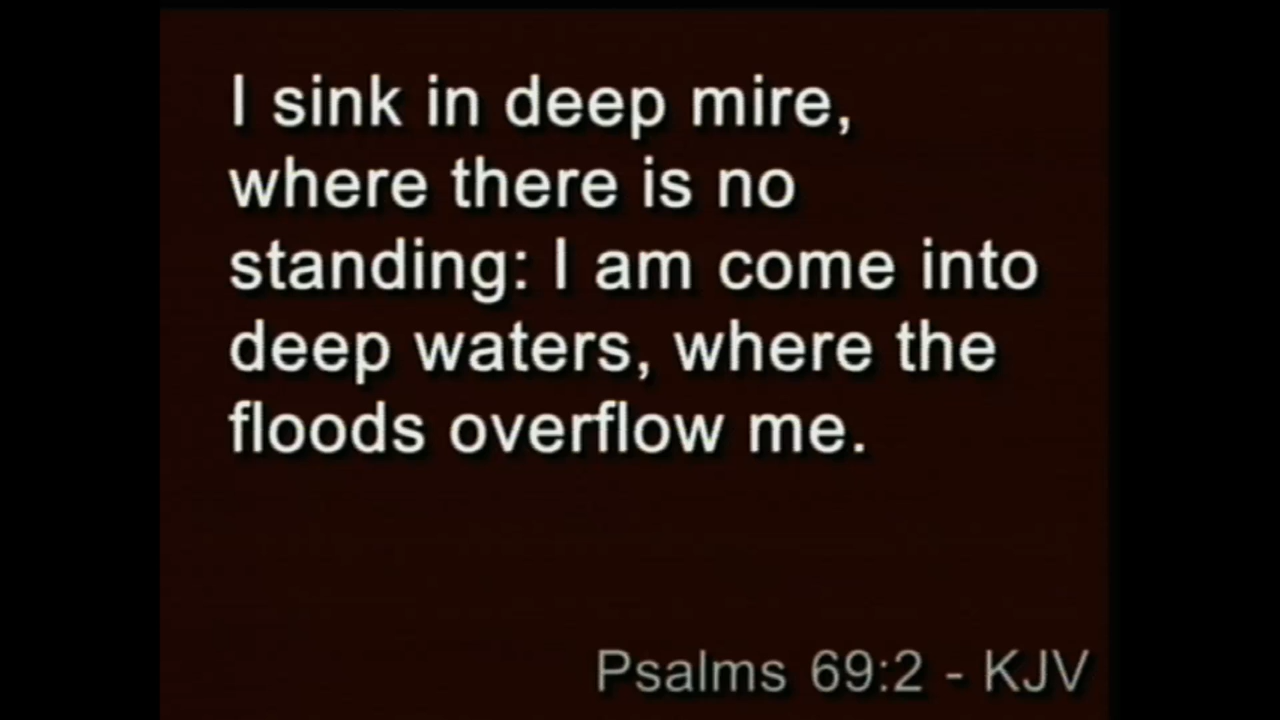 I sink in deep mire,
where there is no
standing: I am come into
deep waters, where the
floods overflow me.
Psalms 69:2 - KJV